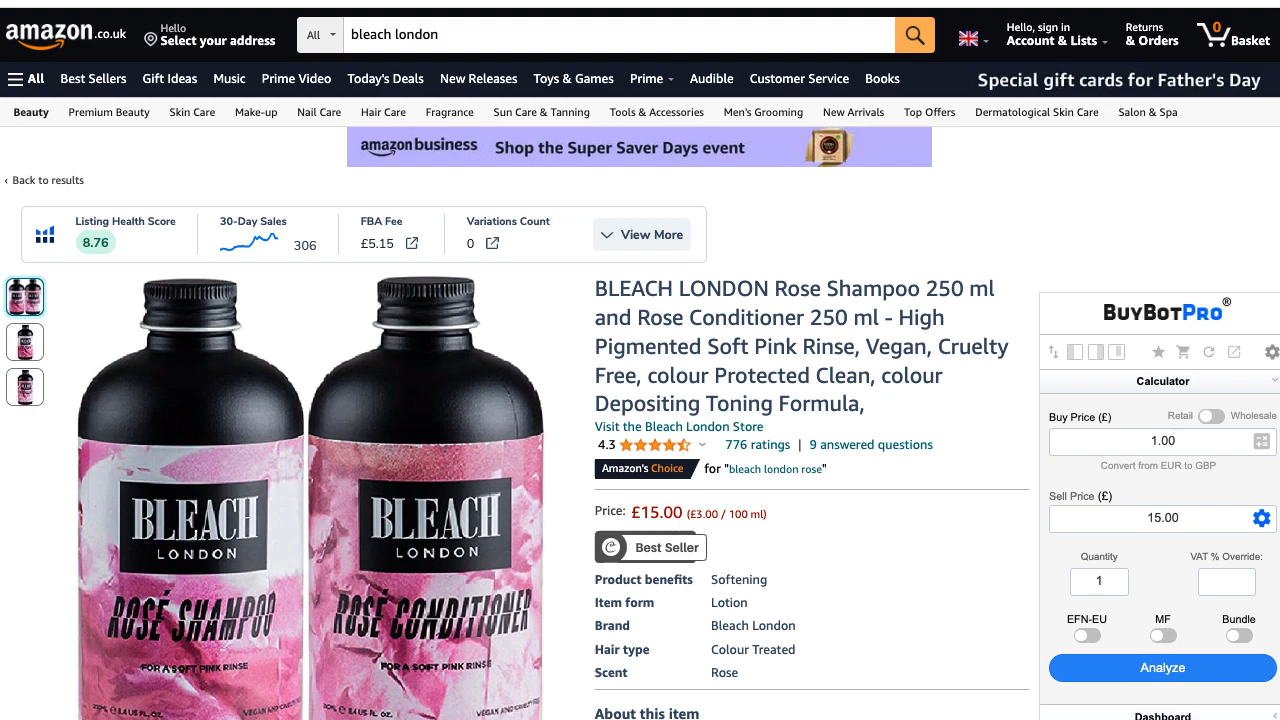 amazon.co.uk
Hello
Select your address
All
bleach london
Hello, sign in
Account & Lists
Returns
& Orders
0
Basket
All
Best Sellers
Gift Ideas
Music
Prime Video
Today's Deals
New Releases
Toys & Games
Prime
Audible
Customer Service
Books
Special gift cards for Father's Day
Beauty
Premium Beauty
Skin Care
Make-up
Nail Care
Hair Care
Fragrance
Sun Care & Tanning
Tools & Accessories
Men's Grooming
New Arrivals
Top Offers
Dermatological Skin Care
Salon & Spa
amazon business
Shop the Super Saver Days event
‹ Back to results
Listing Health Score
8.76
30-Day Sales
306
FBA Fee
£5.15
Variations Count
0
View More
BLEACH
LONDON
ROSÉ SHAMPOO
FOR A SOFT PINK RINSE
BLEACH
LONDON
ROSÉ CONDITIONER
FOR A SOFT PINK RINSE
BLEACH LONDON Rose Shampoo 250 ml
and Rose Conditioner 250 ml - High
Pigmented Soft Pink Rinse, Vegan, Cruelty
Free, colour Protected Clean, colour
Depositing Toning Formula,
Visit the Bleach London Store
4.3
776 ratings | 9 answered questions
Amazon's Choice for "bleach london rose"
Price: £15.00 (£3.00 / 100 ml)
Best Seller
Product benefits Softening
Item form Lotion
Brand Bleach London
Hair type Colour Treated
Scent Rose
About this item
BUYBOTPRO®
Calculator
Buy Price (£)
Retail
Wholesale
1.00
Convert from EUR to GBP
Sell Price (£)
15.00
Quantity
VAT % Override:
1
EFN-EU
MF
Bundle
Analyze
Dashboard